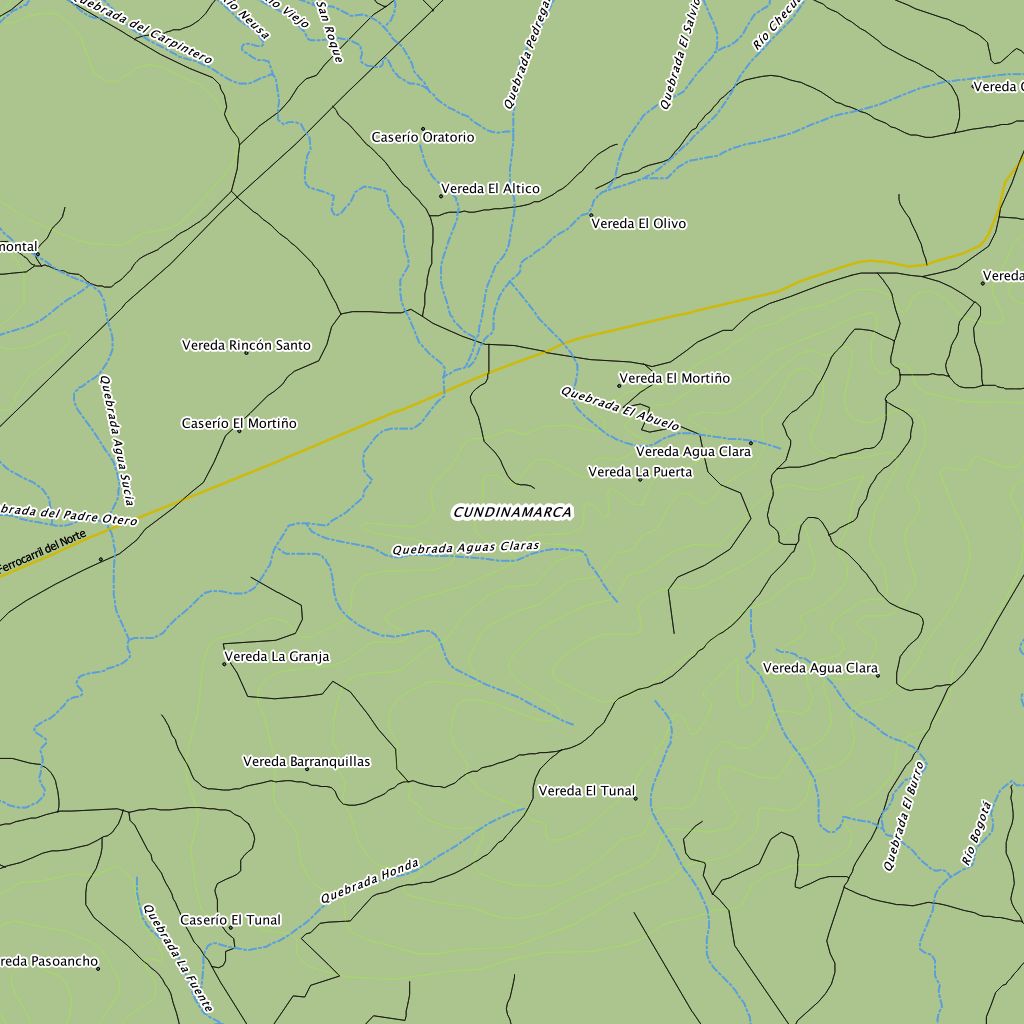 Quebrada del Carpintero
Río Neusa
Río Viejo
San Roque
Quebrada Pedregal
Quebrada El Salvio
Río Checua
Vereda
Caserío Oratorio
Vereda El Altico
Vereda El Olivo
Vereda
Vereda Rincón Santo
Vereda El Mortiño
Quebrada El Abuelo
Quebrada Agua Sucia
Caserío El Mortiño
Vereda Agua Clara
Vereda La Puerta
CUNDINAMARCA
brada del Padre Otero
Ferrocarril del Norte
Quebrada Aguas Claras
Vereda La Granja
Vereda Agua Clara
Vereda Barranquillas
Vereda El Tunal
Quebrada El Burro
Río Bogotá
Quebrada Honda
Caserío El Tunal
Quebrada La Fuente
reda Pasoancho